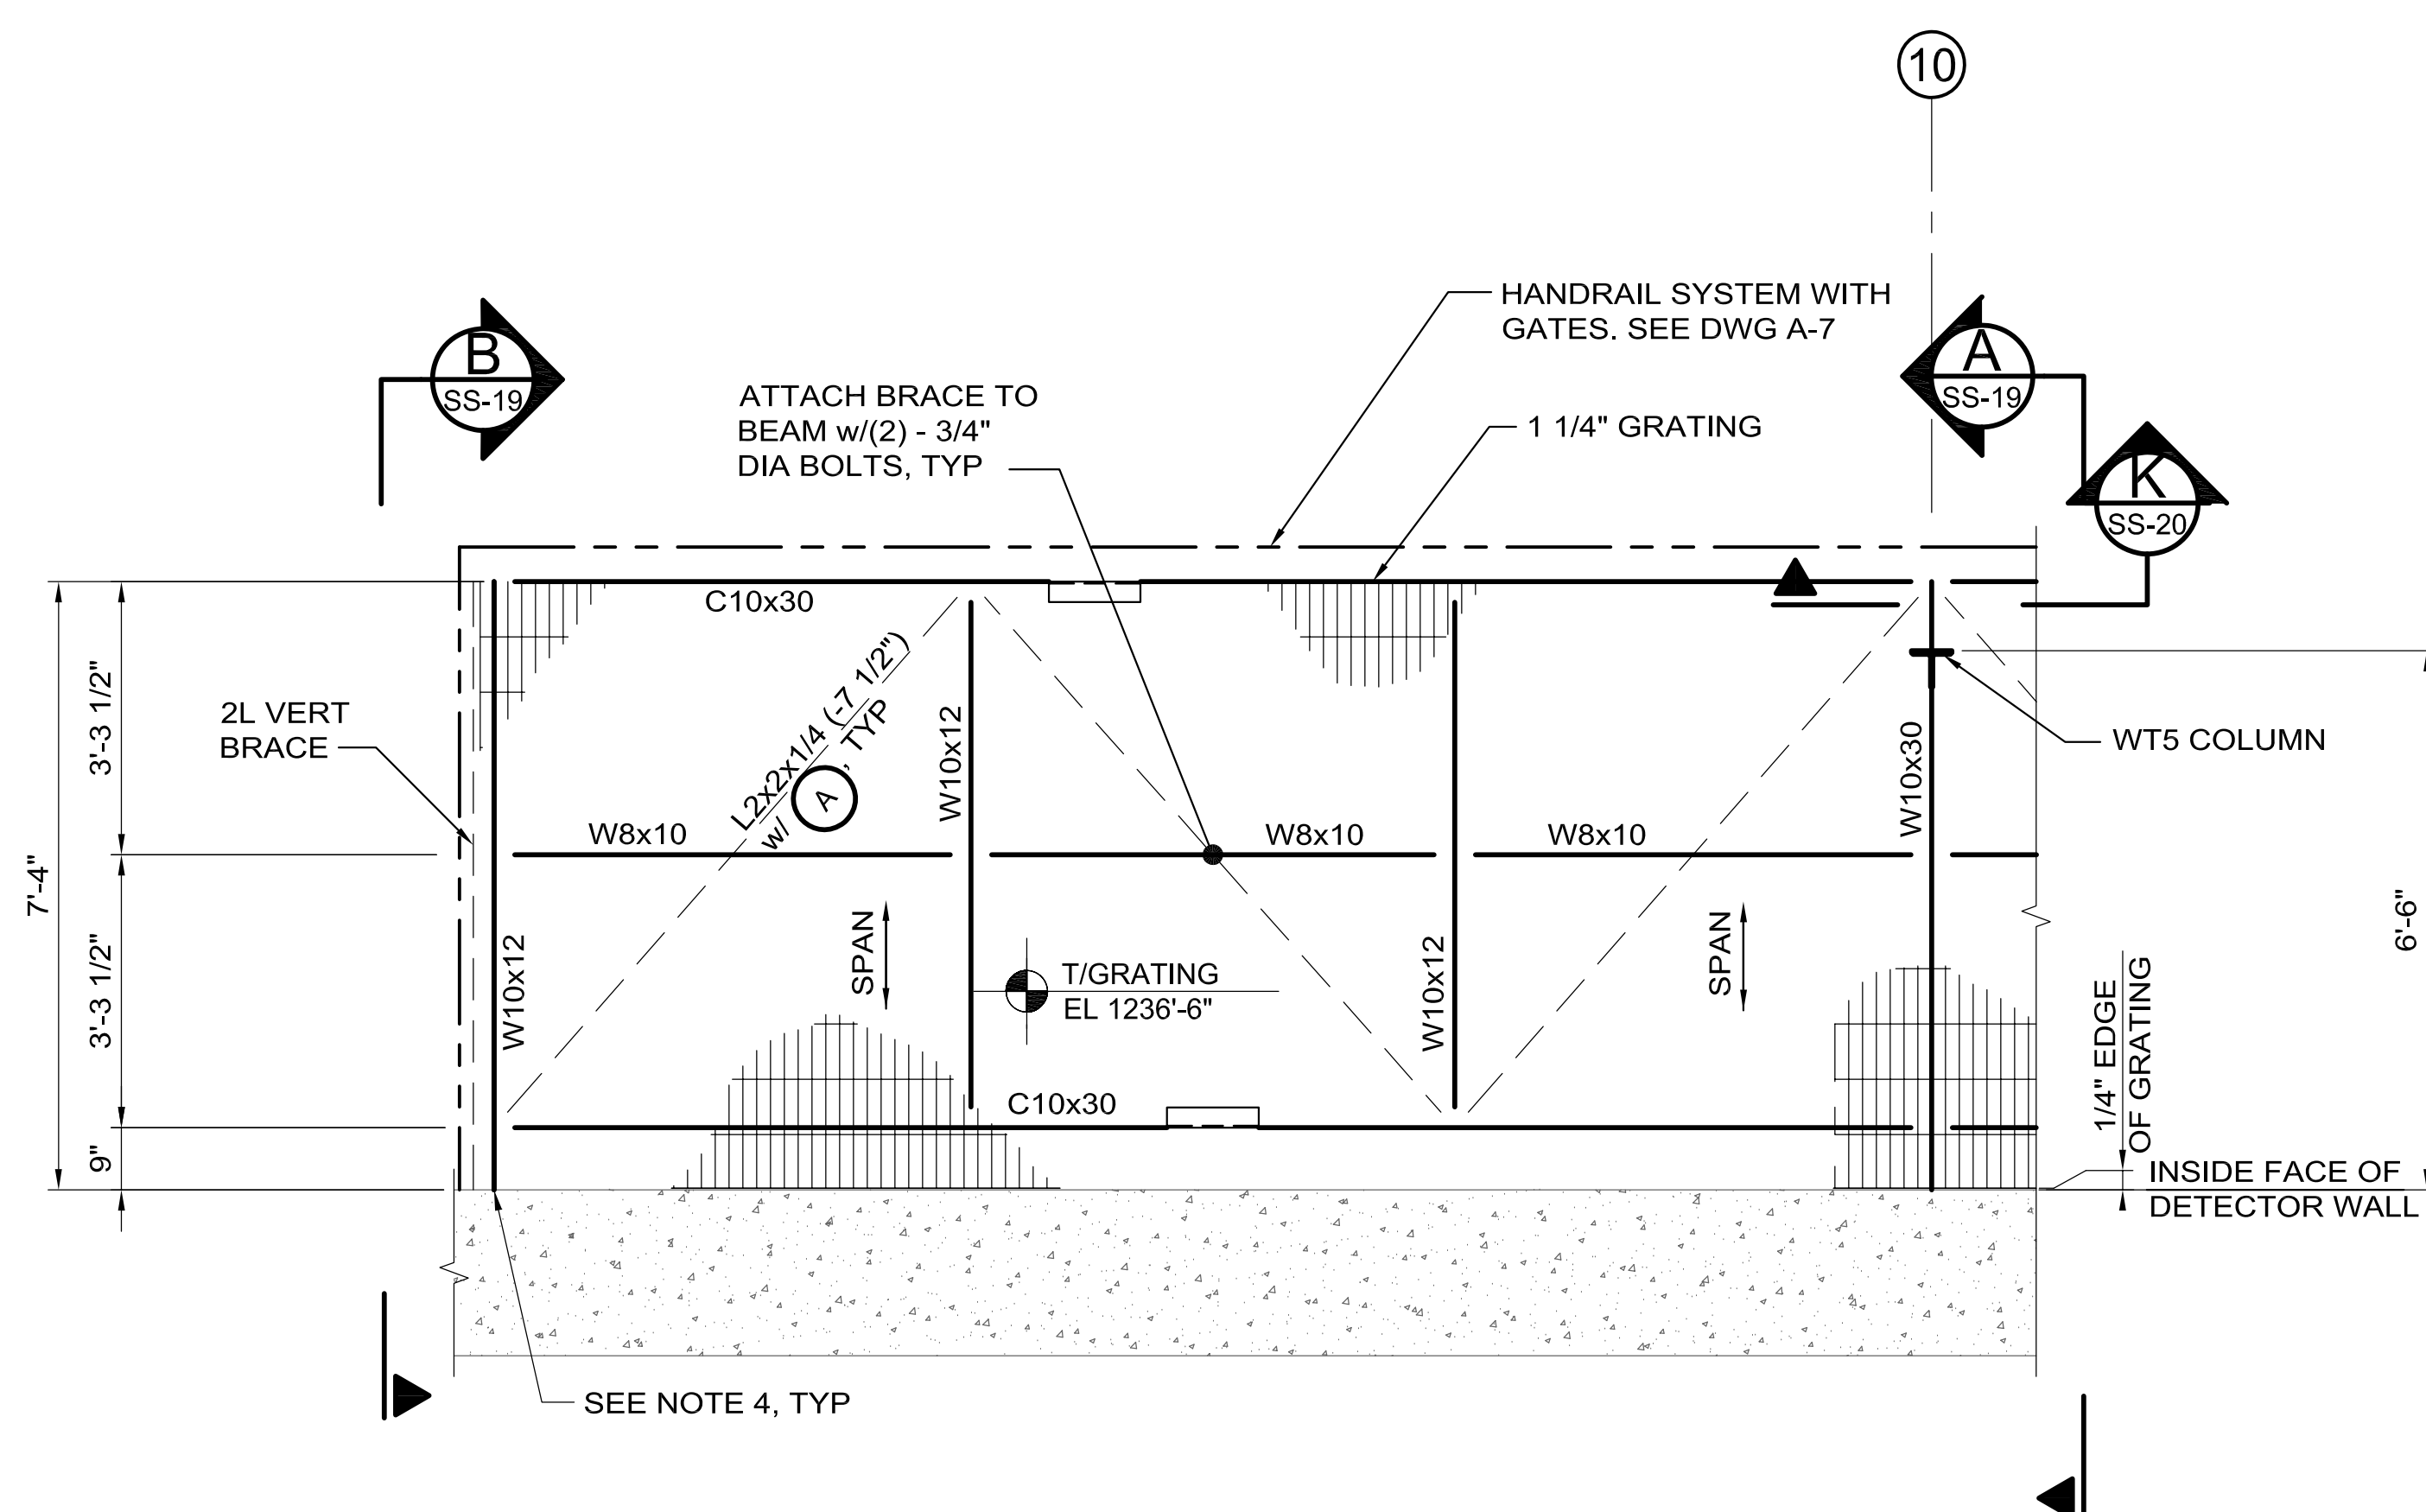 10
HANDRAIL SYSTEM WITH
GATES. SEE DWG A-7
B
SS-19
A
SS-19
ATTACH BRACE TO
BEAM w/(2) - 3/4"
DIA BOLTS, TYP
1 1/4" GRATING
K
SS-20
C10x30
3'-3 1/2"
2L VERT
BRACE
L2x2x1/4 (-7 1/2")
w/ A , TYP
W10x12
W10x30
WT5 COLUMN
W8x10
W8x10
W8x10
7'-4"
3'-3 1/2"
W10x12
SPAN
T/GRATING
EL 1236'-6"
W10x12
SPAN
6'-6"
1/4" EDGE
OF GRATING
C10x30
9"
INSIDE FACE OF
DETECTOR WALL
SEE NOTE 4, TYP